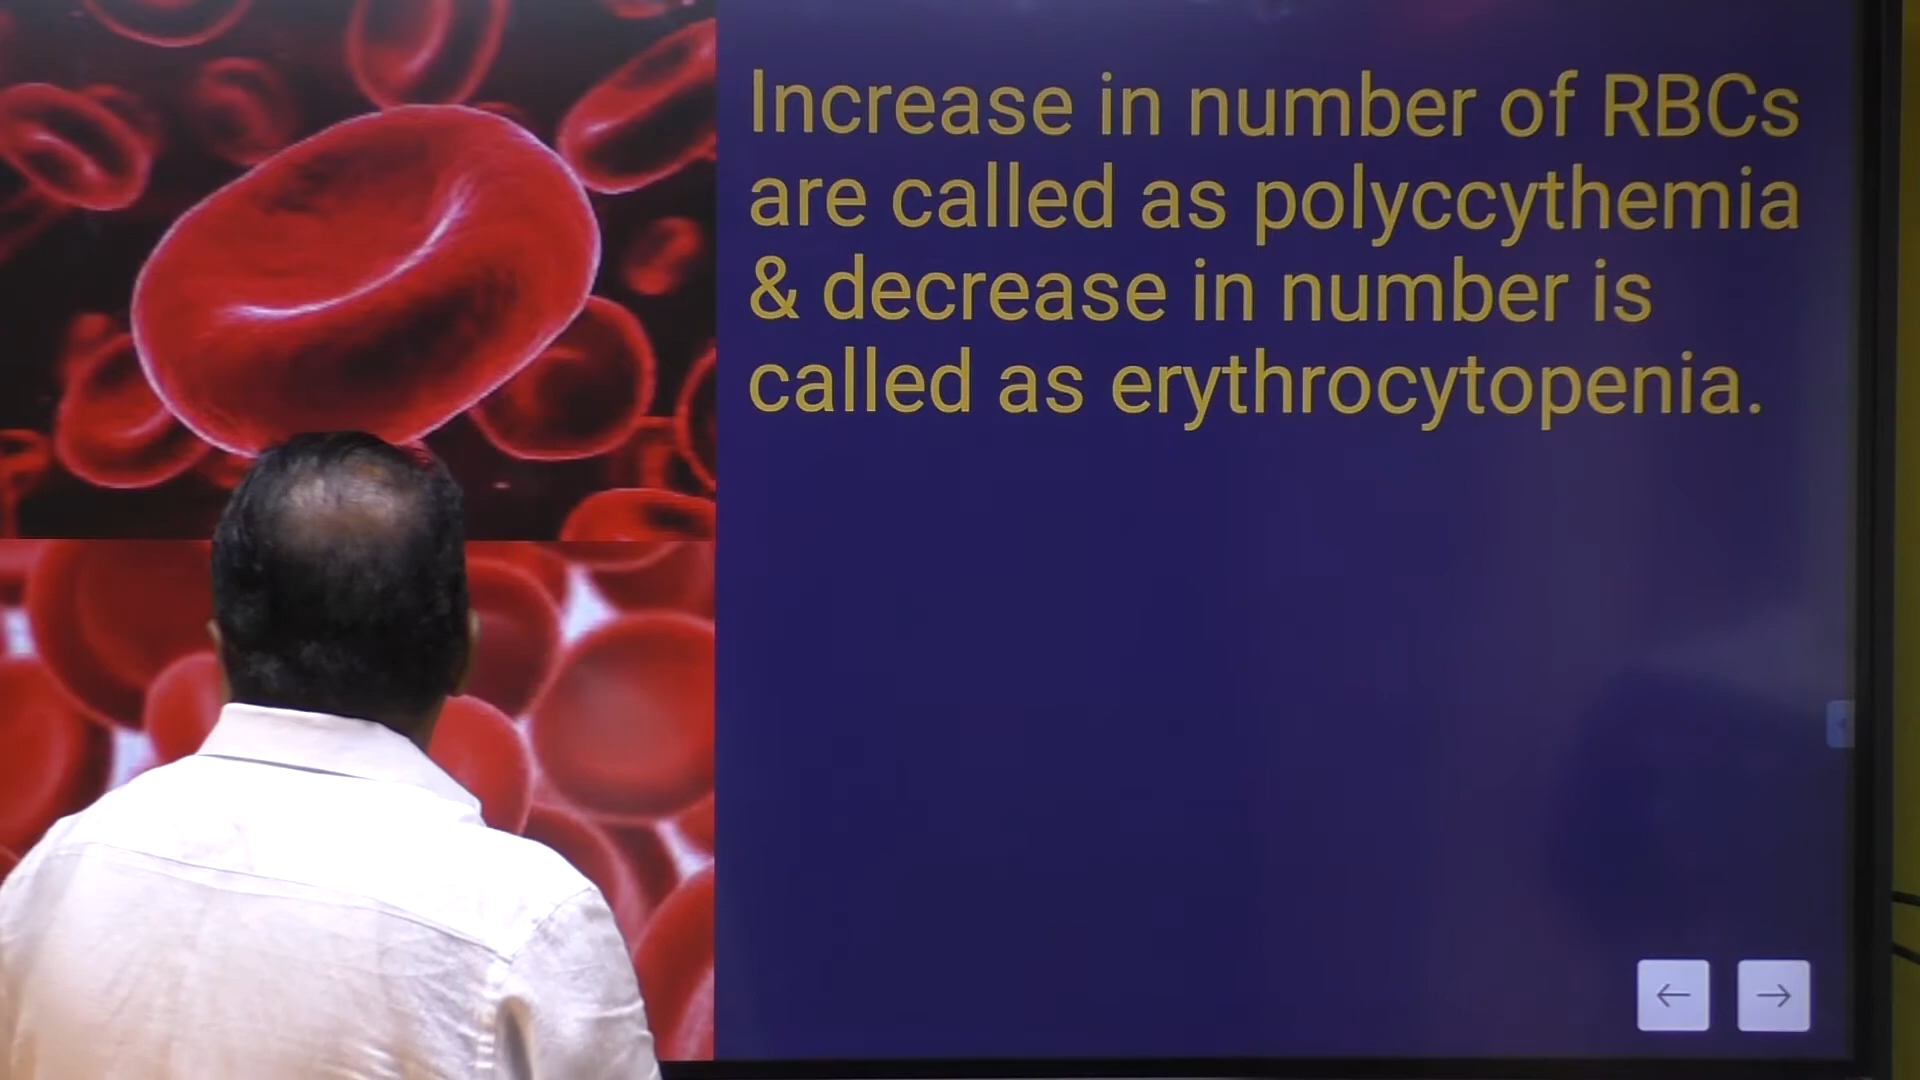 Increase in number of RBCs
are called as polyccythemia
& decrease in number is
called as erythrocytopenia.